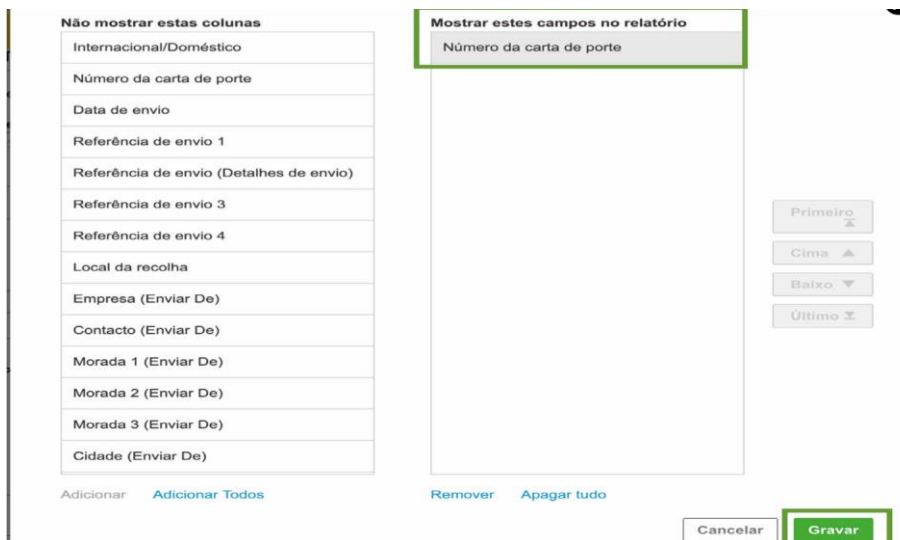 Não mostrar estas colunas
Internacional/Doméstico
Número da carta de porte
Data de envio
Referência de envio 1
Referência de envio (Detalhes de envio)
Referência de envio 3
Referência de envio 4
Local da recolha
Empresa (Enviar De)
Contacto (Enviar De)
Morada 1 (Enviar De)
Morada 2 (Enviar De)
Morada 3 (Enviar De)
Cidade (Enviar De)
Adicionar Adicionar Todos
Mostrar estes campos no relatório
Número da carta de porte
Remover Apagar tudo
Primeiro
Cima
Baixo
Último
Cancelar Gravar